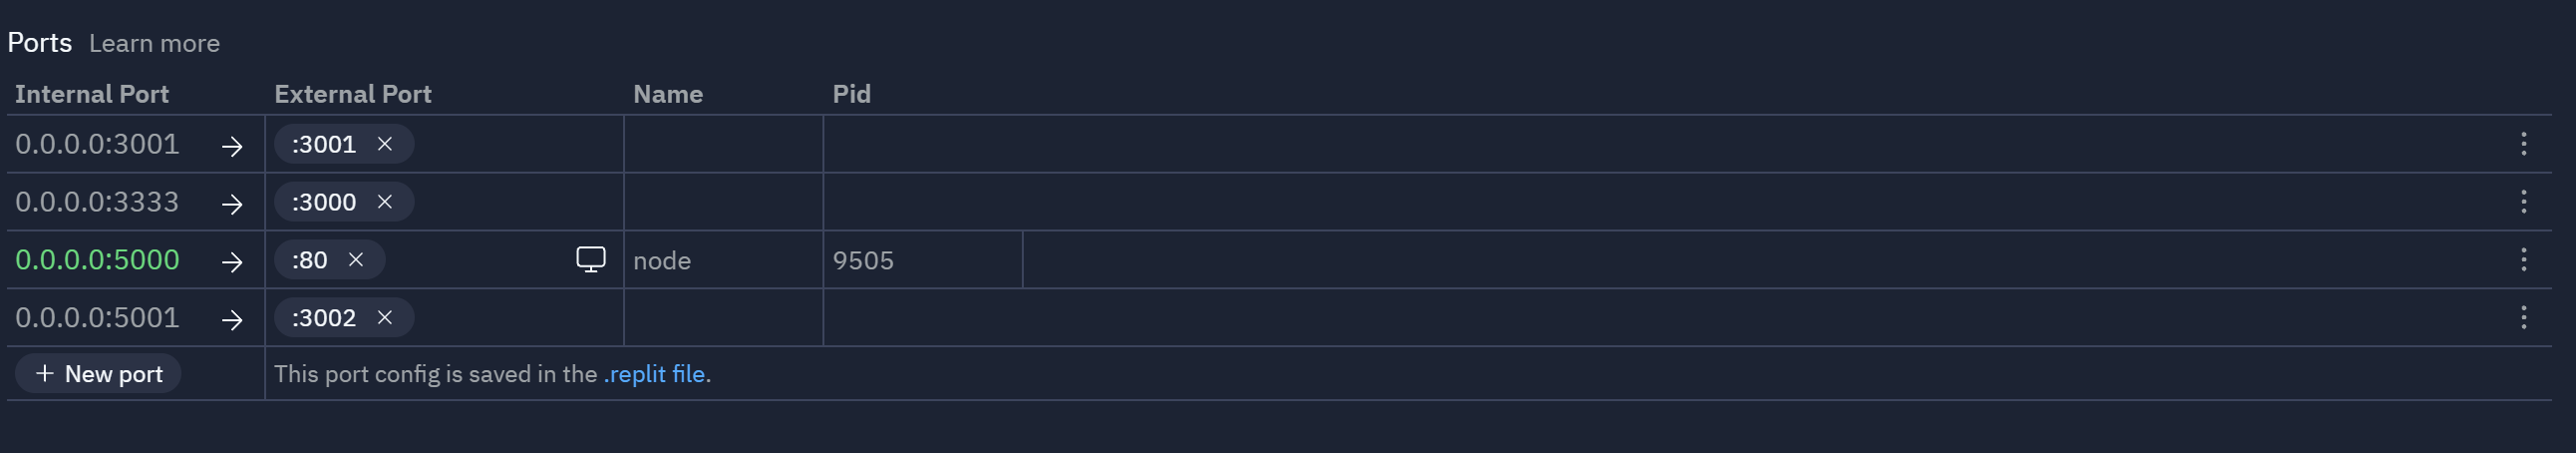 Ports Learn more
Internal Port External Port Name Pid
0.0.0.0:3001 → :3001 ×
0.0.0.0:3333 → :3000 ×
0.0.0.0:5000 → :80 × node 9505
0.0.0.0:5001 → :3002 ×
+ New port This port config is saved in the .replit file.